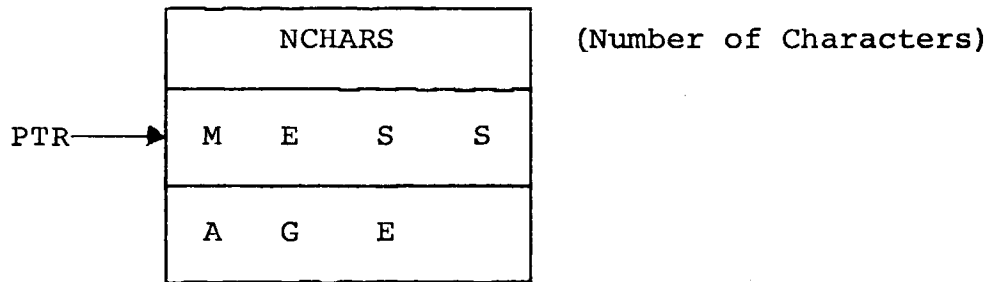 NCHARS (Number of Characters)
PTR M E S S
A G E